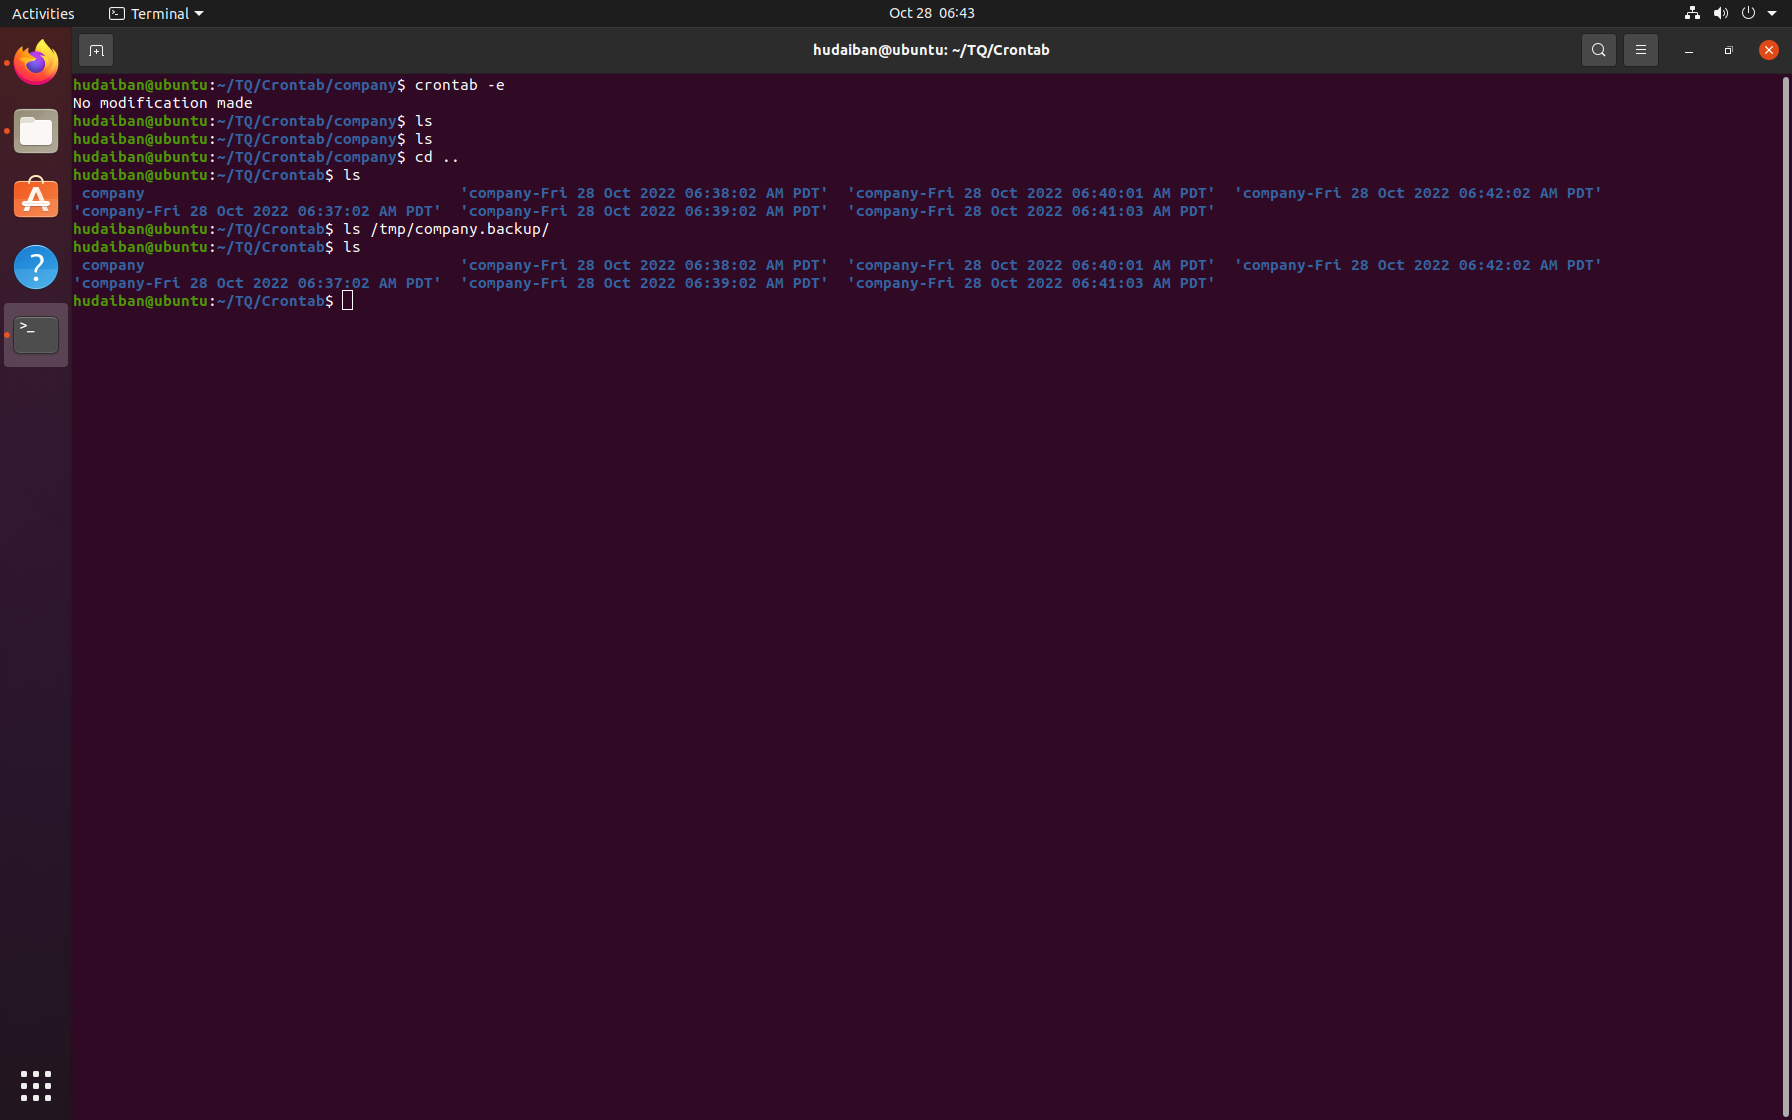 Activities
Terminal
Oct 28 06:43
hudaiban@ubuntu: ~/TQ/Crontab
hudaiban@ubuntu:~/TQ/Crontab/company$ crontab -e
No modification made
hudaiban@ubuntu:~/TQ/Crontab/company$ ls
hudaiban@ubuntu:~/TQ/Crontab/company$ ls
hudaiban@ubuntu:~/TQ/Crontab/company$ cd ..
hudaiban@ubuntu:~/TQ/Crontab$ ls
company 'company-Fri 28 Oct 2022 06:38:02 AM PDT' 'company-Fri 28 Oct 2022 06:40:01 AM PDT' 'company-Fri 28 Oct 2022 06:42:02 AM PDT'
'company-Fri 28 Oct 2022 06:37:02 AM PDT' 'company-Fri 28 Oct 2022 06:39:02 AM PDT' 'company-Fri 28 Oct 2022 06:41:03 AM PDT'
hudaiban@ubuntu:~/TQ/Crontab$ ls /tmp/company.backup/
hudaiban@ubuntu:~/TQ/Crontab$ ls
company 'company-Fri 28 Oct 2022 06:38:02 AM PDT' 'company-Fri 28 Oct 2022 06:40:01 AM PDT' 'company-Fri 28 Oct 2022 06:42:02 AM PDT'
'company-Fri 28 Oct 2022 06:37:02 AM PDT' 'company-Fri 28 Oct 2022 06:39:02 AM PDT' 'company-Fri 28 Oct 2022 06:41:03 AM PDT'
hudaiban@ubuntu:~/TQ/Crontab$